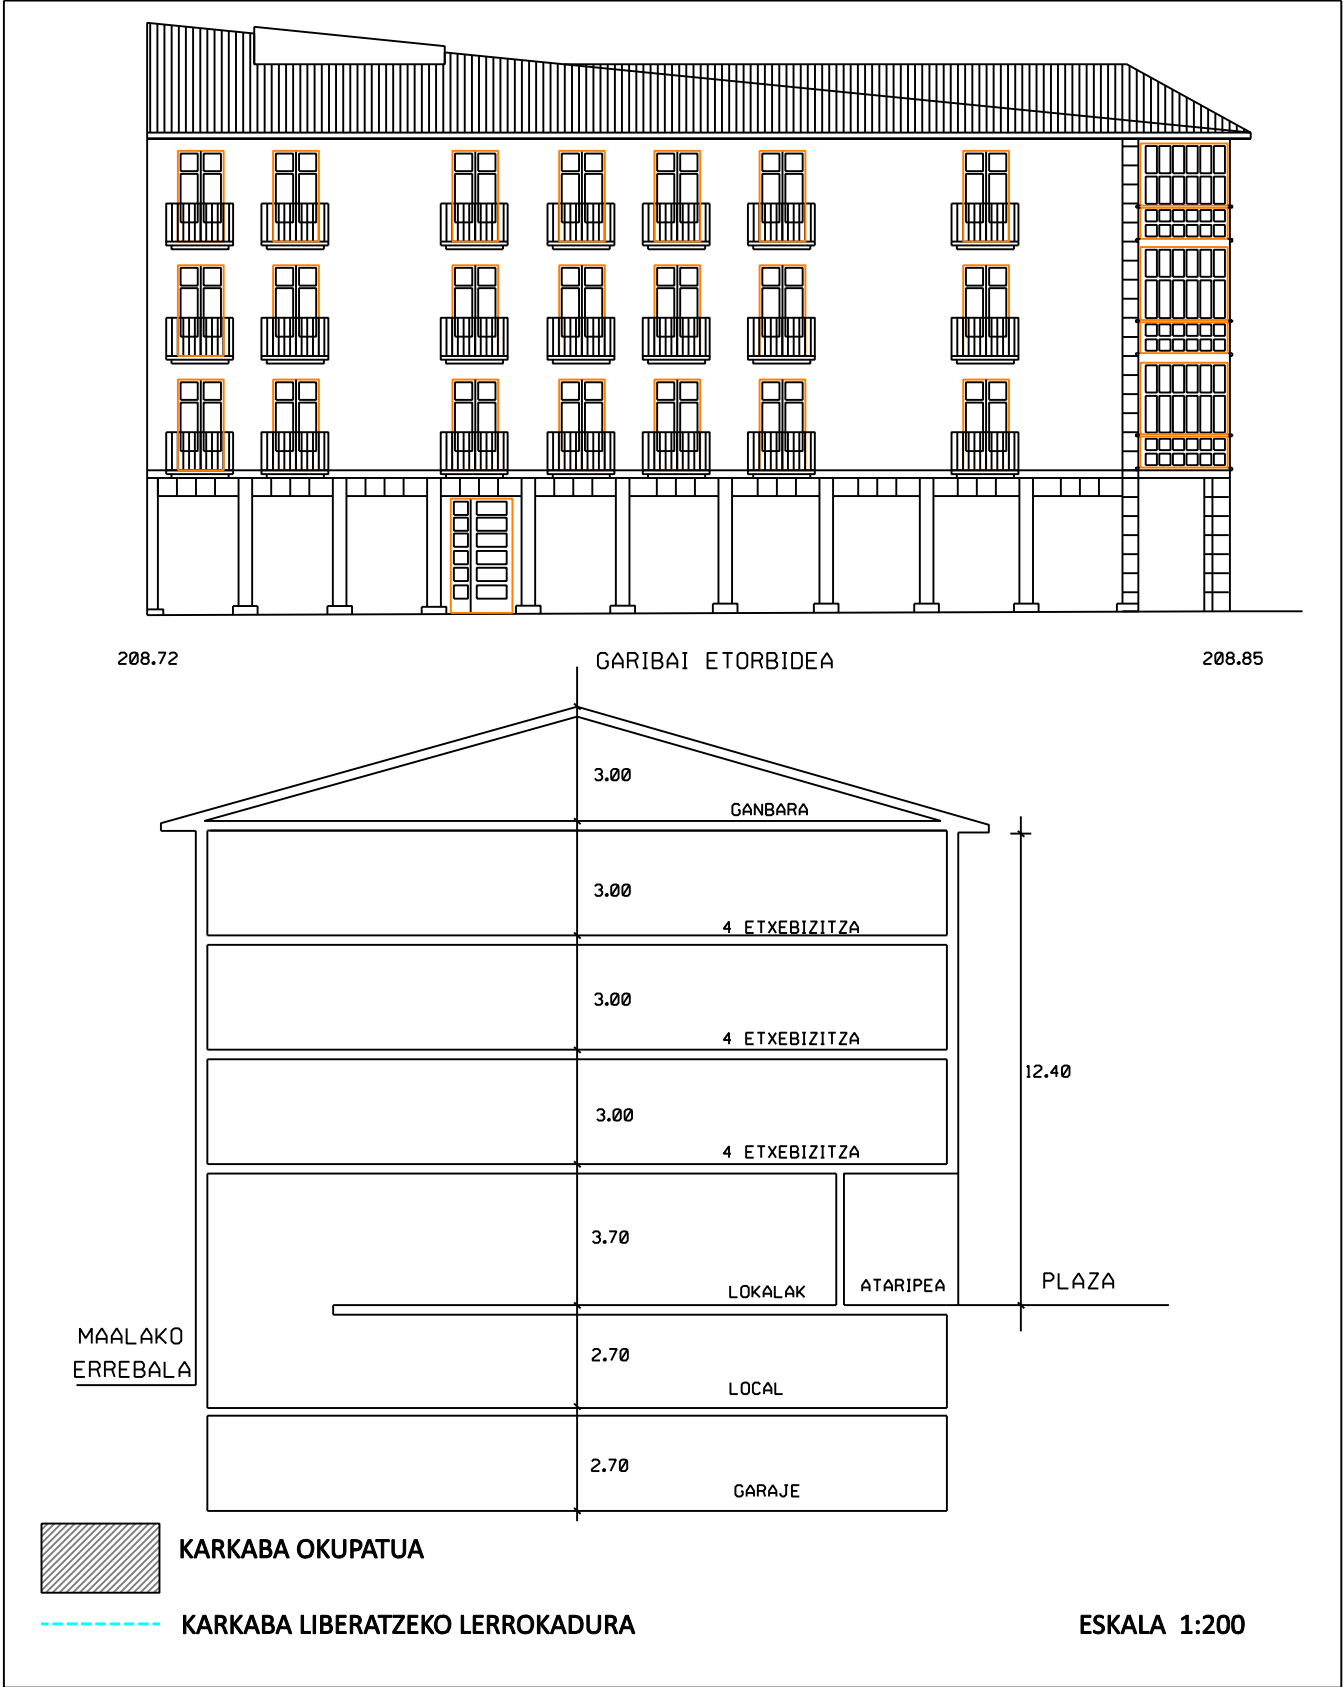 208.72
GARIBAI ETORBIDEA
208.85
3.00
GANBARA
3.00
4 ETXEBIZITZA
3.00
4 ETXEBIZITZA
12.40
3.00
4 ETXEBIZITZA
3.70
LOKALAK
ATARIPEA
PLAZA
MAALAKO
ERREBALA
2.70
LOCAL
2.70
GARAJE
KARKABA OKUPATUA
KARKABA LIBERATZEKO LERROKADURA
ESKALA 1:200